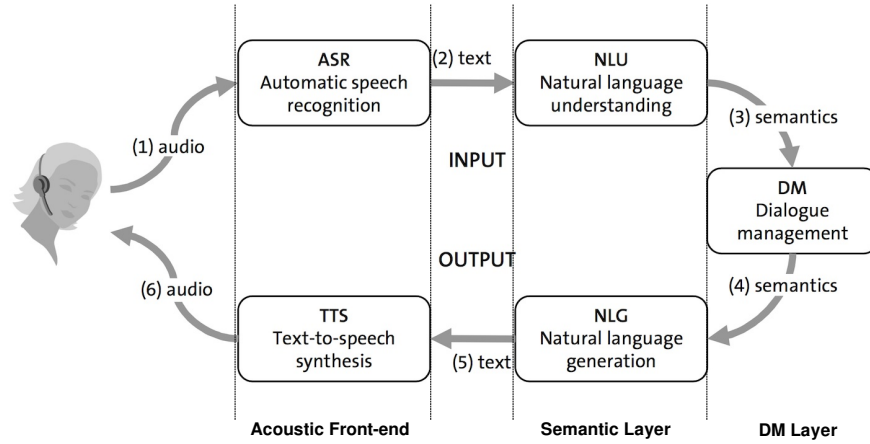 ASR
Automatic speech
recognition
(2) text
NLU
Natural language
understanding
(1) audio
INPUT
(3) semantics
DM
Dialogue
management
OUTPUT
(6) audio
(4) semantics
TTS
Text-to-speech
synthesis
(5) text
NLG
Natural language
generation
Acoustic Front-end
Semantic Layer
DM Layer